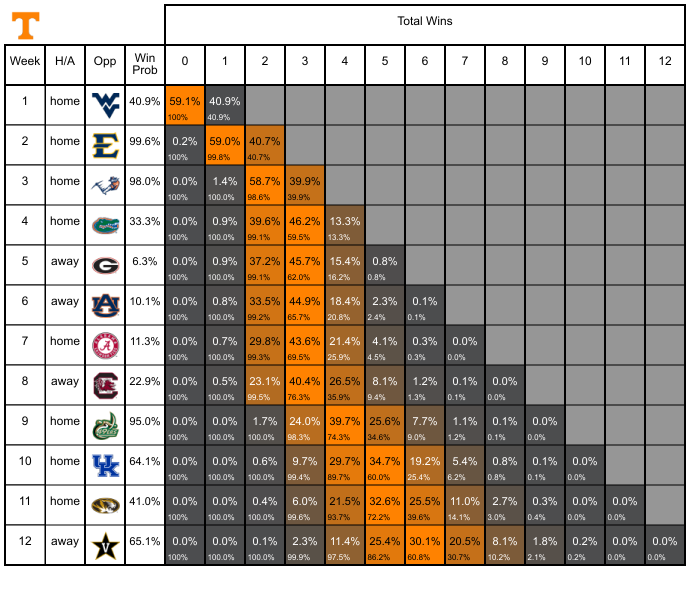 T
Total Wins
Week H/A Opp Win Prob 0 1 2 3 4 5 6 7 8 9 10 11 12
1 home WV 40.9% 59.1% 40.9%
100% 40.9%
2 home E 99.6% 0.2% 59.0% 40.7%
100% 99.8% 40.7%
3 home 98.0% 0.0% 1.4% 58.7% 39.9%
100% 100.0% 98.6% 39.9%
4 home 33.3% 0.0% 0.9% 39.6% 46.2% 13.3%
100% 100.0% 99.1% 59.5% 13.3%
5 away G 6.3% 0.0% 0.9% 37.2% 45.7% 15.4% 0.8%
100% 100.0% 99.1% 62.0% 16.2% 0.8%
6 away AU 10.1% 0.0% 0.8% 33.5% 44.9% 18.4% 2.3% 0.1%
100% 100.0% 99.2% 65.7% 20.8% 2.4% 0.1%
7 home A 11.3% 0.0% 0.7% 29.8% 43.6% 21.4% 4.1% 0.3% 0.0%
100% 100.0% 99.3% 69.5% 25.9% 4.5% 0.3% 0.0%
8 away C 22.9% 0.0% 0.5% 23.1% 40.4% 26.5% 8.1% 1.2% 0.1% 0.0%
100% 100.0% 99.5% 76.3% 35.9% 9.4% 1.3% 0.1% 0.0%
9 home C 95.0% 0.0% 0.0% 1.7% 24.0% 39.7% 25.6% 7.7% 1.1% 0.1% 0.0%
100% 100.0% 100.0% 98.3% 74.3% 34.6% 9.0% 1.2% 0.1% 0.0%
10 home UK 64.1% 0.0% 0.0% 0.6% 9.7% 29.7% 34.7% 19.2% 5.4% 0.8% 0.1% 0.0%
100% 100.0% 100.0% 99.4% 89.7% 60.0% 25.4% 6.2% 0.8% 0.1% 0.0%
11 home 41.0% 0.0% 0.0% 0.4% 6.0% 21.5% 32.6% 25.5% 11.0% 2.7% 0.3% 0.0% 0.0%
100% 100.0% 100.0% 99.6% 93.7% 72.2% 39.6% 14.1% 3.0% 0.4% 0.0% 0.0%
12 away V 65.1% 0.0% 0.0% 0.1% 2.3% 11.4% 25.4% 30.1% 20.5% 8.1% 1.8% 0.2% 0.0% 0.0%
100% 100.0% 100.0% 99.9% 97.5% 86.2% 60.8% 30.7% 10.2% 2.1% 0.2% 0.0% 0.0%